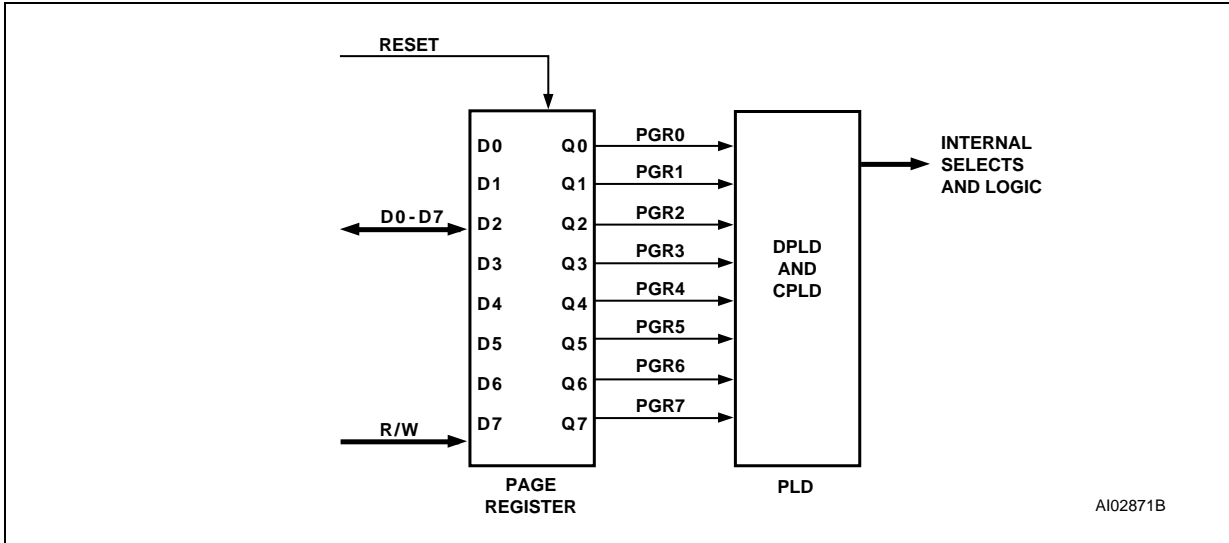 RESET
D0 Q0 PGR0
D1 Q1 PGR1
D0-D7 D2 Q2 PGR2
D3 Q3 PGR3
D4 Q4 PGR4
D5 Q5 PGR5
D6 Q6 PGR6
R/W D7 Q7 PGR7
PAGE
REGISTER
DPLD
AND
CPLD
PLD
INTERNAL
SELECTS
AND LOGIC
AI02871B